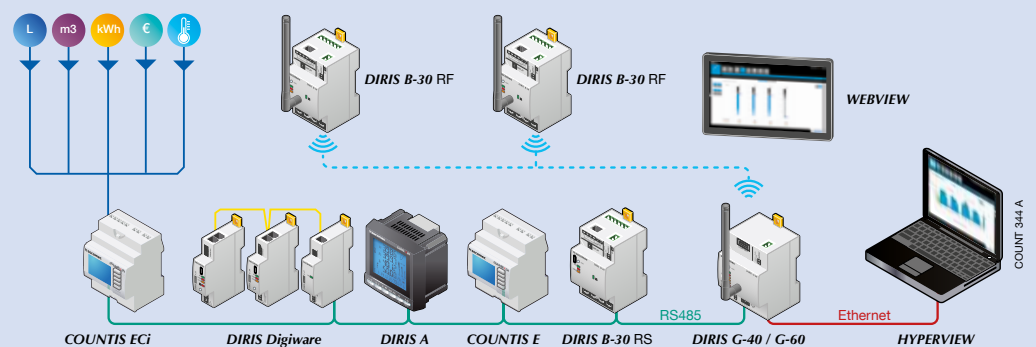 L m3 kWh €
DIRIS B-30 RF
DIRIS B-30 RF
WEBVIEW
RS485
Ethernet
COUNTIS ECi
DIRIS Digiware
DIRIS A
COUNTIS E
DIRIS B-30 RS
DIRIS G-40 / G-60
HYPERVIEW
COUNT 344 A